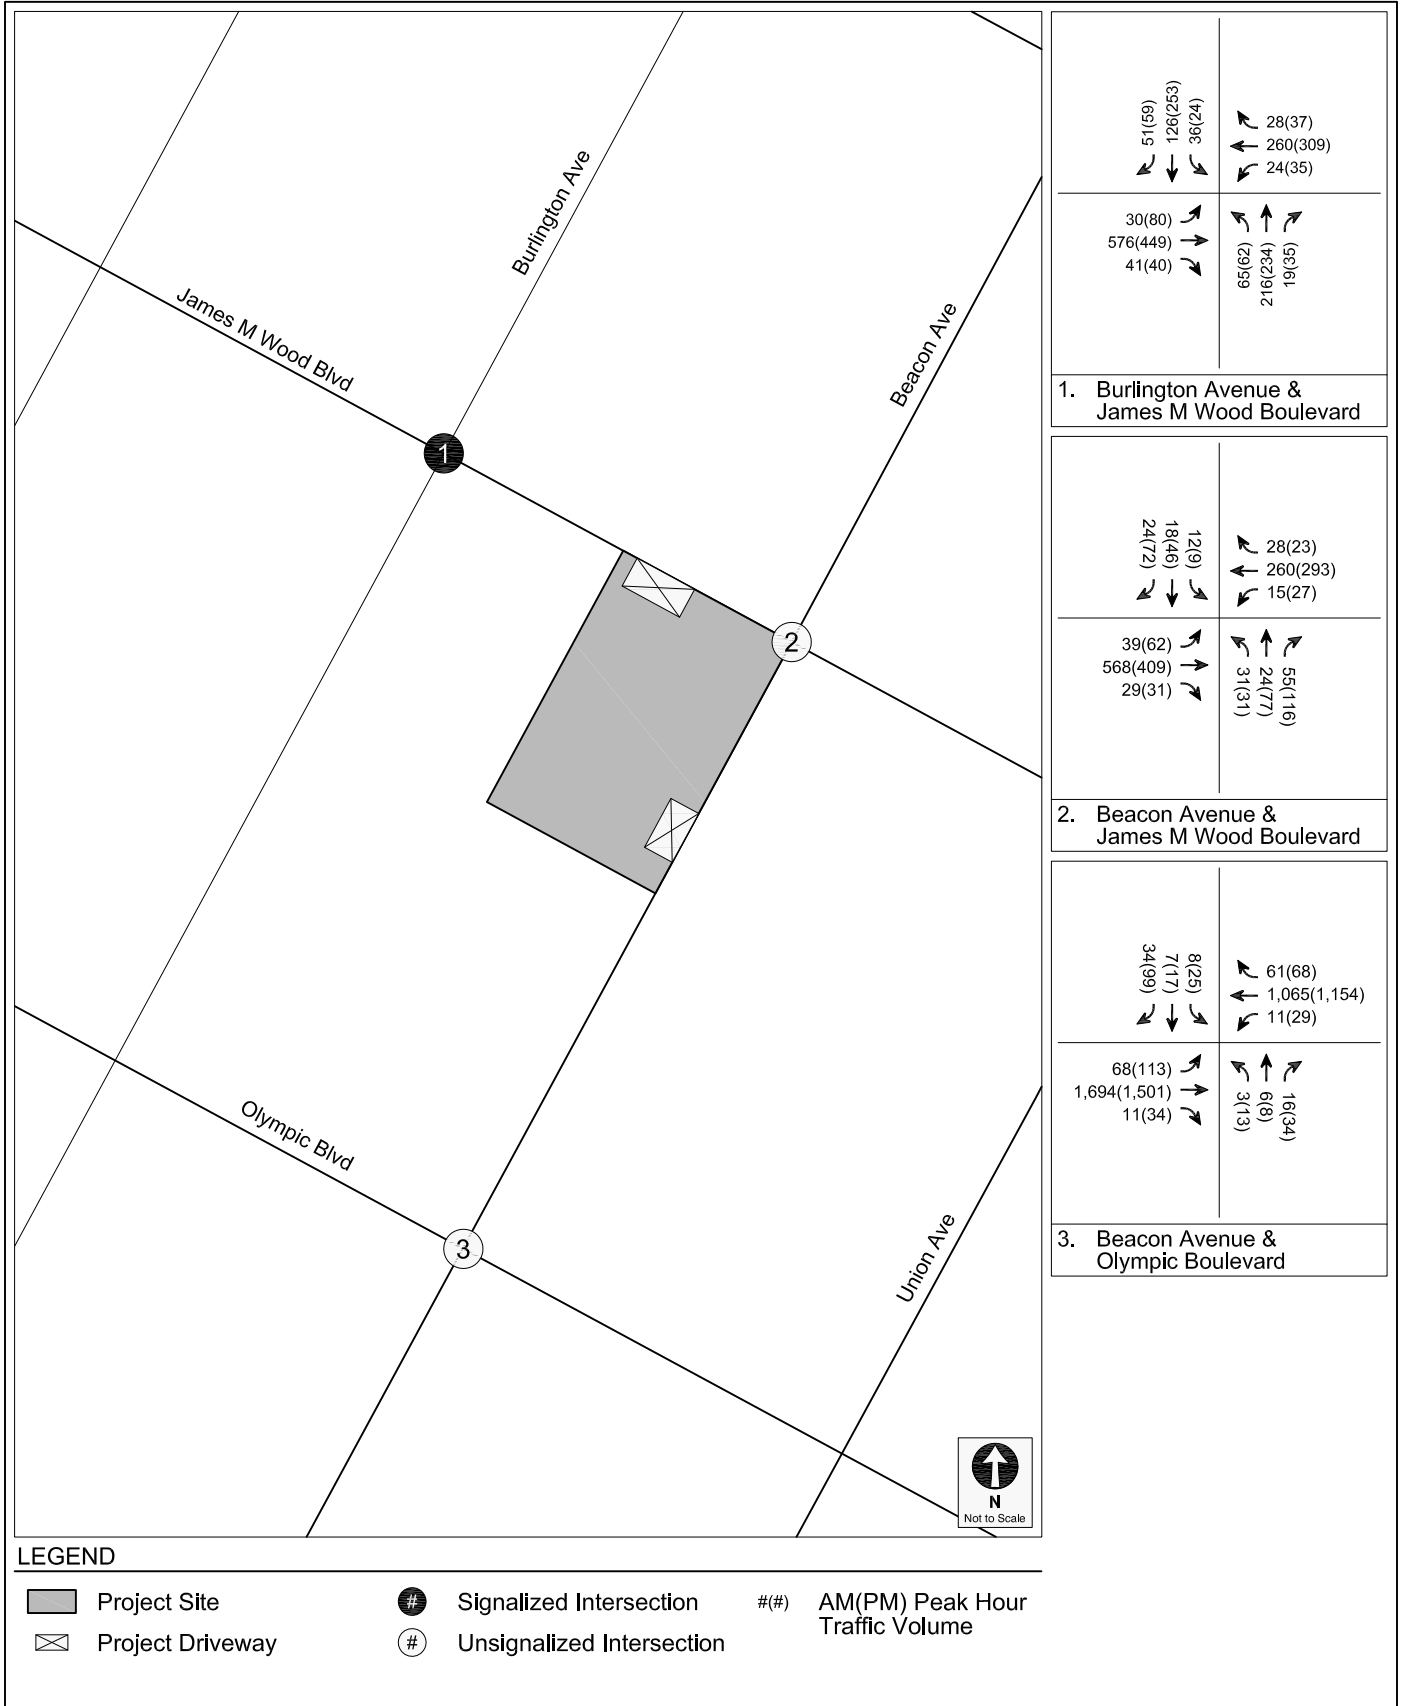 Burlington Ave
James M Wood Blvd
Beacon Ave
1
2
3
Olympic Blvd
Union Ave
N
Not to Scale
51(59)
126(253)
36(24)
28(37)
260(309)
24(35)
30(80)
576(449)
41(40)
65(62)
216(234)
19(35)
1. Burlington Avenue &
James M Wood Boulevard
24(72)
18(46)
12(9)
28(23)
260(293)
15(27)
39(62)
568(409)
29(31)
31(31)
24(77)
55(116)
2. Beacon Avenue &
James M Wood Boulevard
34(99)
7(17)
8(25)
61(68)
1,065(1,154)
11(29)
68(113)
1,694(1,501)
11(34)
3(13)
6(8)
16(34)
3. Beacon Avenue &
Olympic Boulevard
LEGEND
Project Site
Project Driveway
# Signalized Intersection
# Unsignalized Intersection
#(#) AM(PM) Peak Hour
Traffic Volume